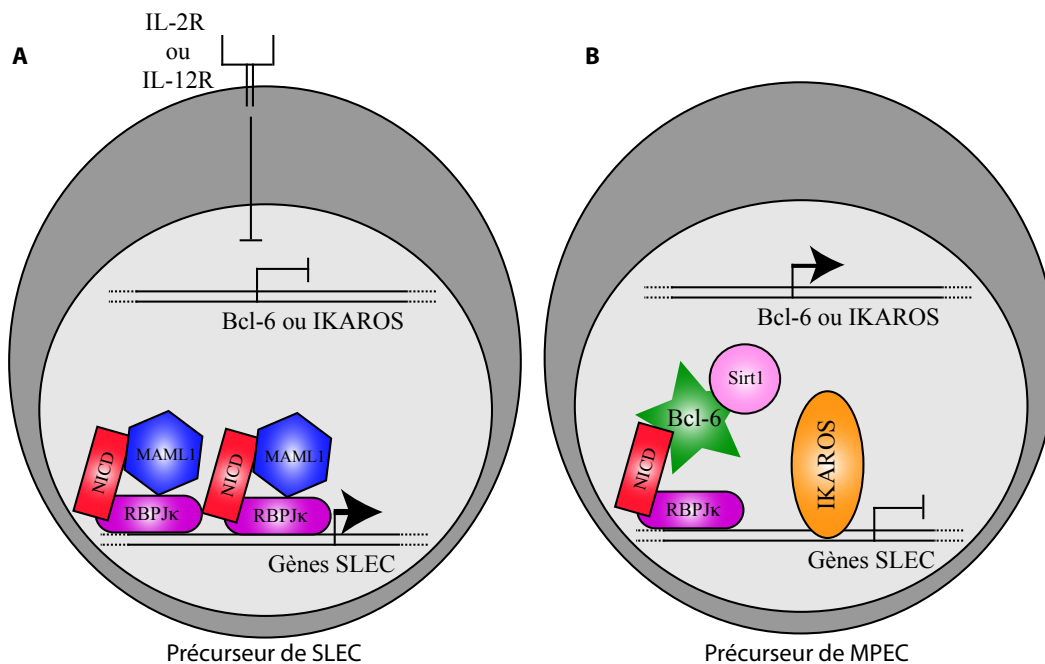 A
IL-2R
ou
IL-12R
Bcl-6 ou IKAROS
NICD
MAML1
RBPJκ
NICD
MAML1
RBPJκ
Gènes SLEC
Précurseur de SLEC
B
Bcl-6 ou IKAROS
Sirt1
Bcl-6
NICD
RBPJκ
IKAROS
Gènes SLEC
Précurseur de MPEC